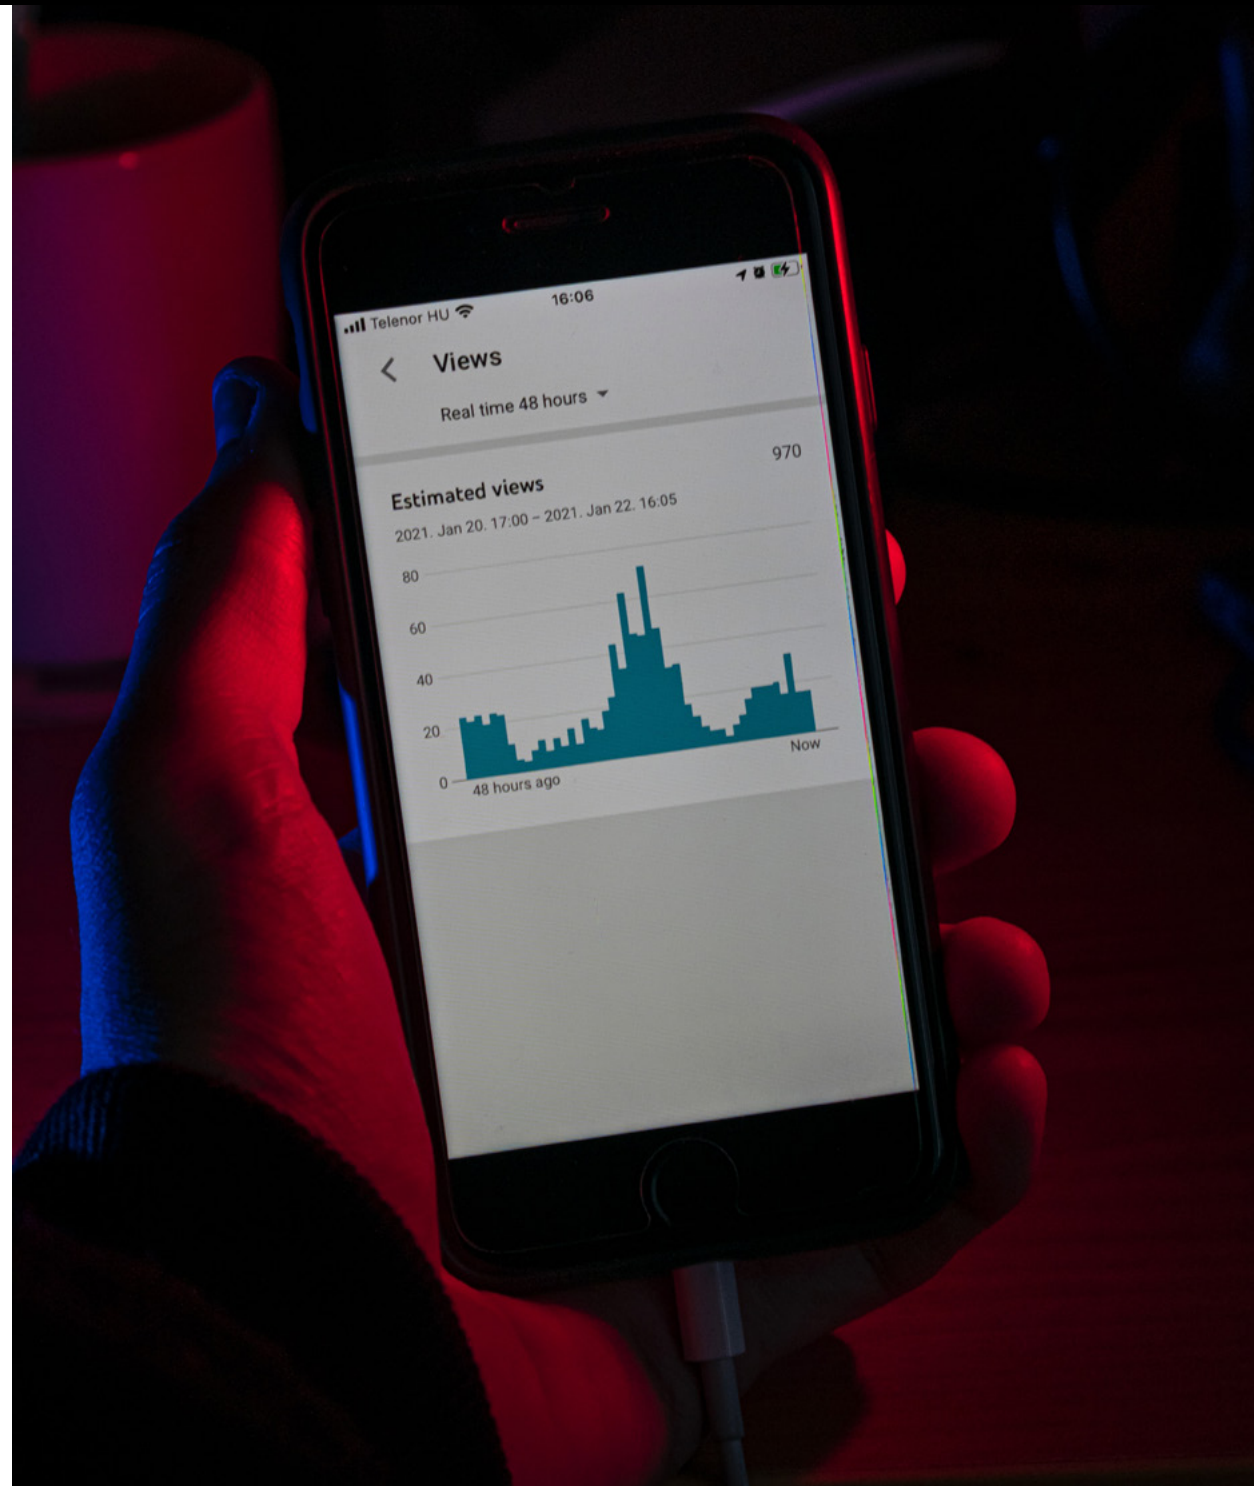 Telenor HU 16:06
Views
Real time 48 hours
Estimated views 970
2021. Jan 20. 17:00 – 2021. Jan 22. 16:05
80
60
40
20
0
48 hours ago Now